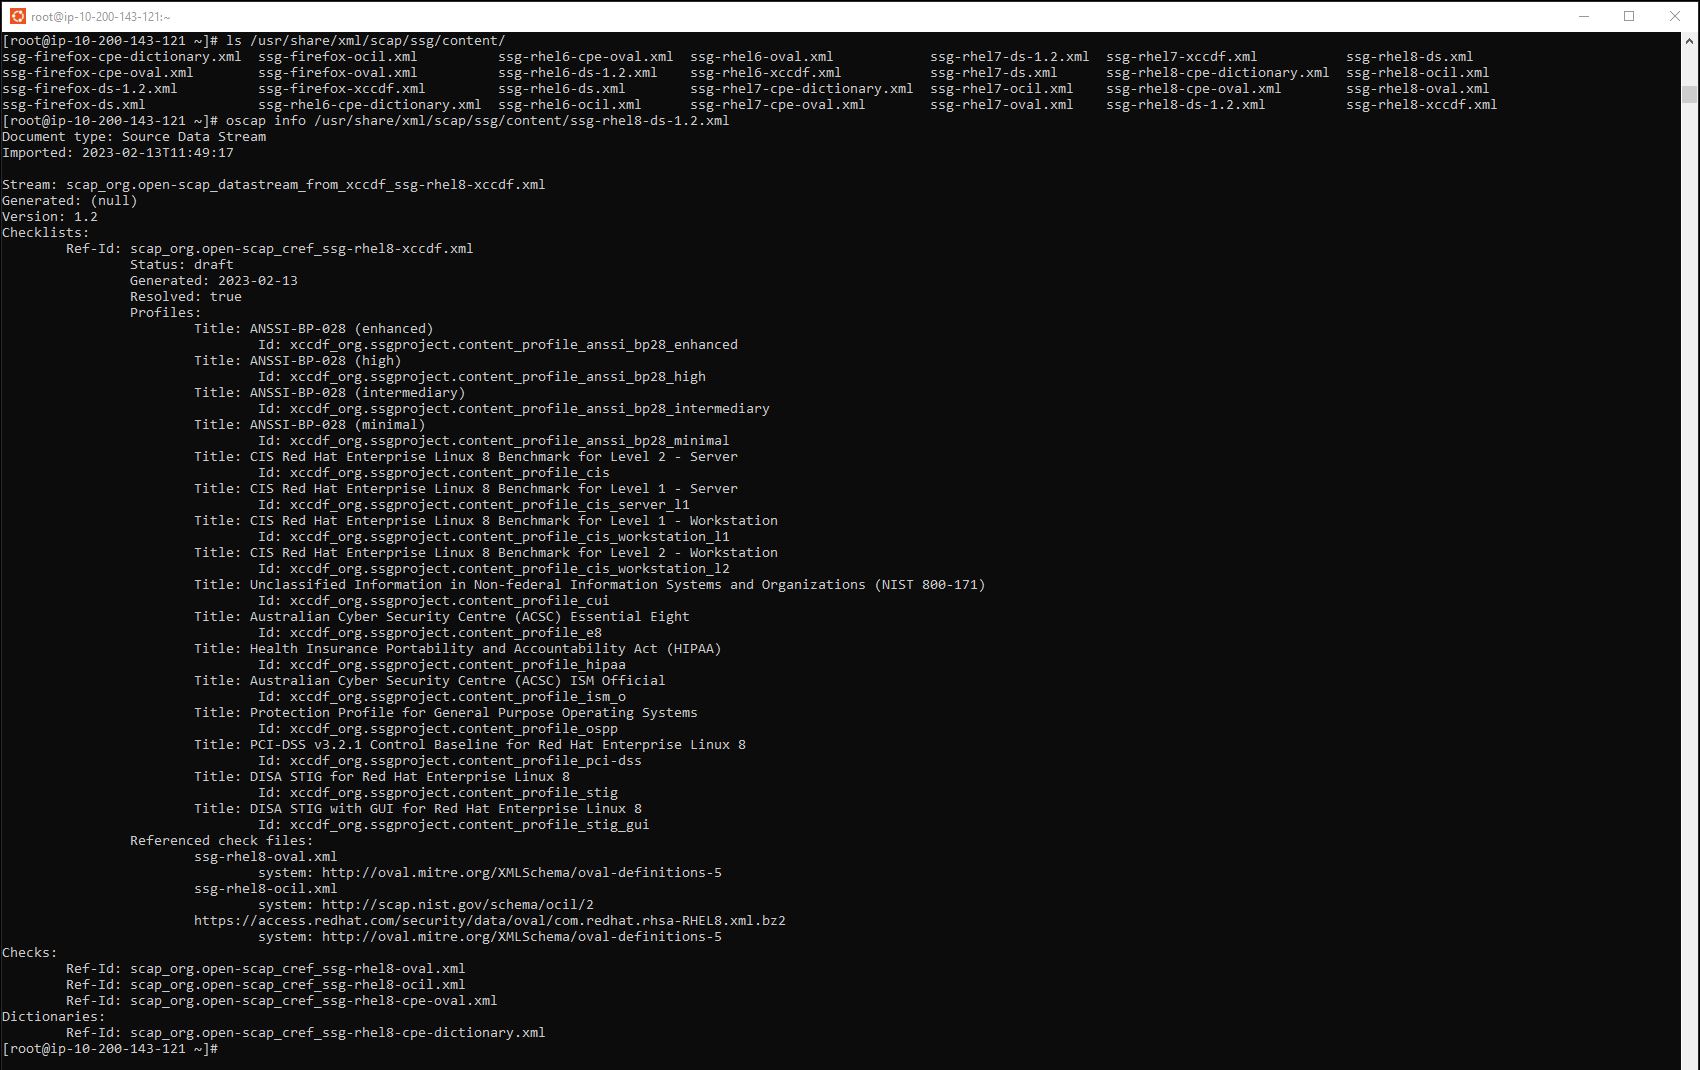 root@ip-10-200-143-121:~
[root@ip-10-200-143-121 ~]# ls /usr/share/xml/scap/ssg/content/
ssg-firefox-cpe-dictionary.xml  ssg-firefox-ocil.xml          ssg-rhel6-cpe-oval.xml  ssg-rhel6-oval.xml            ssg-rhel7-ds-1.2.xml  ssg-rhel7-xccdf.xml           ssg-rhel8-ds.xml
ssg-firefox-cpe-oval.xml        ssg-firefox-oval.xml          ssg-rhel6-ds-1.2.xml    ssg-rhel6-xccdf.xml           ssg-rhel7-ds.xml      ssg-rhel8-cpe-dictionary.xml  ssg-rhel8-ocil.xml
ssg-firefox-ds-1.2.xml          ssg-firefox-xccdf.xml         ssg-rhel6-ds.xml        ssg-rhel7-cpe-dictionary.xml  ssg-rhel7-ocil.xml    ssg-rhel8-cpe-oval.xml        ssg-rhel8-oval.xml
ssg-firefox-ds.xml              ssg-rhel6-cpe-dictionary.xml  ssg-rhel6-ocil.xml      ssg-rhel7-cpe-oval.xml        ssg-rhel7-oval.xml    ssg-rhel8-ds-1.2.xml          ssg-rhel8-xccdf.xml
[root@ip-10-200-143-121 ~]# oscap info /usr/share/xml/scap/ssg/content/ssg-rhel8-ds-1.2.xml
Document type: Source Data Stream
Imported: 2023-02-13T11:49:17

Stream: scap_org.open-scap_datastream_from_xccdf_ssg-rhel8-xccdf.xml
Generated: (null)
Version: 1.2
Checklists:
        Ref-Id: scap_org.open-scap_cref_ssg-rhel8-xccdf.xml
                Status: draft
                Generated: 2023-02-13
                Resolved: true
                Profiles:
                        Title: ANSSI-BP-028 (enhanced)
                                Id: xccdf_org.ssgproject.content_profile_anssi_bp28_enhanced
                        Title: ANSSI-BP-028 (high)
                                Id: xccdf_org.ssgproject.content_profile_anssi_bp28_high
                        Title: ANSSI-BP-028 (intermediary)
                                Id: xccdf_org.ssgproject.content_profile_anssi_bp28_intermediary
                        Title: ANSSI-BP-028 (minimal)
                                Id: xccdf_org.ssgproject.content_profile_anssi_bp28_minimal
                        Title: CIS Red Hat Enterprise Linux 8 Benchmark for Level 2 - Server
                                Id: xccdf_org.ssgproject.content_profile_cis
                        Title: CIS Red Hat Enterprise Linux 8 Benchmark for Level 1 - Server
                                Id: xccdf_org.ssgproject.content_profile_cis_server_l1
                        Title: CIS Red Hat Enterprise Linux 8 Benchmark for Level 1 - Workstation
                                Id: xccdf_org.ssgproject.content_profile_cis_workstation_l1
                        Title: CIS Red Hat Enterprise Linux 8 Benchmark for Level 2 - Workstation
                                Id: xccdf_org.ssgproject.content_profile_cis_workstation_l2
                        Title: Unclassified Information in Non-federal Information Systems and Organizations (NIST 800-171)
                                Id: xccdf_org.ssgproject.content_profile_cui
                        Title: Australian Cyber Security Centre (ACSC) Essential Eight
                                Id: xccdf_org.ssgproject.content_profile_e8
                        Title: Health Insurance Portability and Accountability Act (HIPAA)
                                Id: xccdf_org.ssgproject.content_profile_hipaa
                        Title: Australian Cyber Security Centre (ACSC) ISM Official
                                Id: xccdf_org.ssgproject.content_profile_ism_o
                        Title: Protection Profile for General Purpose Operating Systems
                                Id: xccdf_org.ssgproject.content_profile_ospp
                        Title: PCI-DSS v3.2.1 Control Baseline for Red Hat Enterprise Linux 8
                                Id: xccdf_org.ssgproject.content_profile_pci-dss
                        Title: DISA STIG for Red Hat Enterprise Linux 8
                                Id: xccdf_org.ssgproject.content_profile_stig
                        Title: DISA STIG with GUI for Red Hat Enterprise Linux 8
                                Id: xccdf_org.ssgproject.content_profile_stig_gui
                Referenced check files:
                        ssg-rhel8-oval.xml
                                system: http://oval.mitre.org/XMLSchema/oval-definitions-5
                        ssg-rhel8-ocil.xml
                                system: http://scap.nist.gov/schema/ocil/2
                        https://access.redhat.com/security/data/oval/com.redhat.rhsa-RHEL8.xml.bz2
                                system: http://oval.mitre.org/XMLSchema/oval-definitions-5
Checks:
        Ref-Id: scap_org.open-scap_cref_ssg-rhel8-oval.xml
        Ref-Id: scap_org.open-scap_cref_ssg-rhel8-ocil.xml
        Ref-Id: scap_org.open-scap_cref_ssg-rhel8-cpe-oval.xml
Dictionaries:
        Ref-Id: scap_org.open-scap_cref_ssg-rhel8-cpe-dictionary.xml
[root@ip-10-200-143-121 ~]#